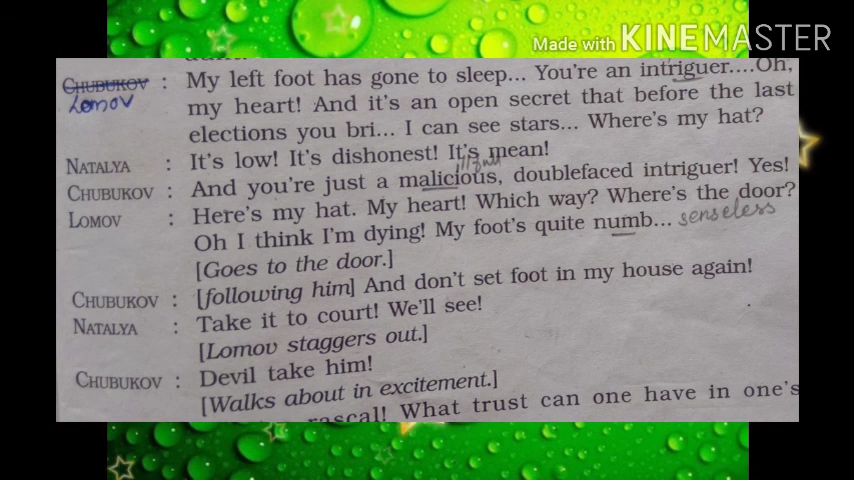 Made with KINEMASTER
CHUBUKOV : My left foot has gone to sleep... You're an intriguer....Oh,
Lomov my heart! And it's an open secret that before the last
elections you bri... I can see stars... Where's my hat?
NATALYA : It's low! It's dishonest! It's mean!
CHUBUKOV : And you're just a malicious, doublefaced intriguer! Yes!
LOMOV : Here's my hat. My heart! Which way? Where's the door?
Oh I think I'm dying! My foot's quite numb... senseless
[Goes to the door.]
CHUBUKOV : [following him] And don't set foot in my house again!
NATALYA : Take it to court! We'll see!
[Lomov staggers out.]
CHUBUKOV : Devil take him!
[Walks about in excitement.]
rascal! What trust can one have in one's